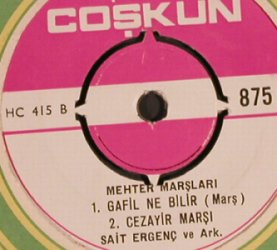 COŞKUN
HC 415 B
875
MEHTER MARŞLARI
1. GAFİL NE BİLİR (Marş)
2. CEZAYİR MARŞI
SAİT ERGENÇ ve Ark.